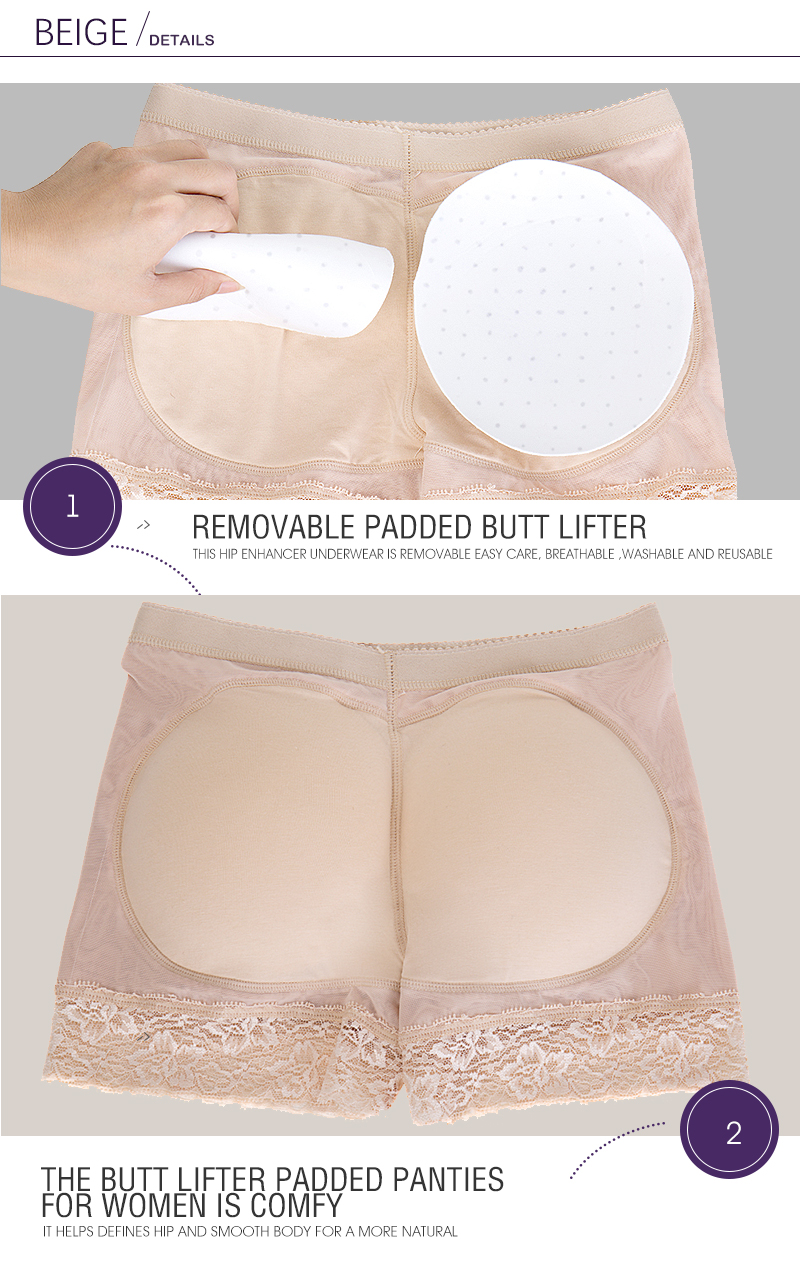 BEIGE / DETAILS
1
REMOVABLE PADDED BUTT LIFTER
THIS HIP ENHANCER UNDERWEAR IS REMOVABLE EASY CARE, BREATHABLE ,WASHABLE AND REUSABLE
2
THE BUTT LIFTER PADDED PANTIES
FOR WOMEN IS COMFY
IT HELPS DEFINES HIP AND SMOOTH BODY FOR A MORE NATURAL